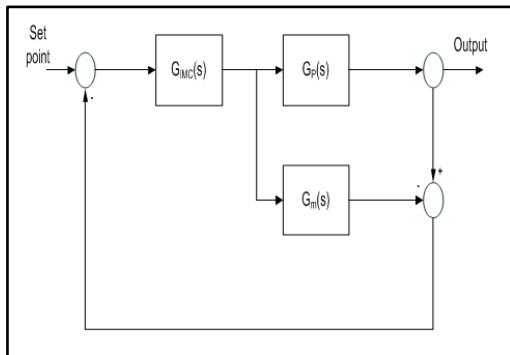 Set
point
Output
G_IMC(s)
G_P(s)
G_m(s)
-
+
-